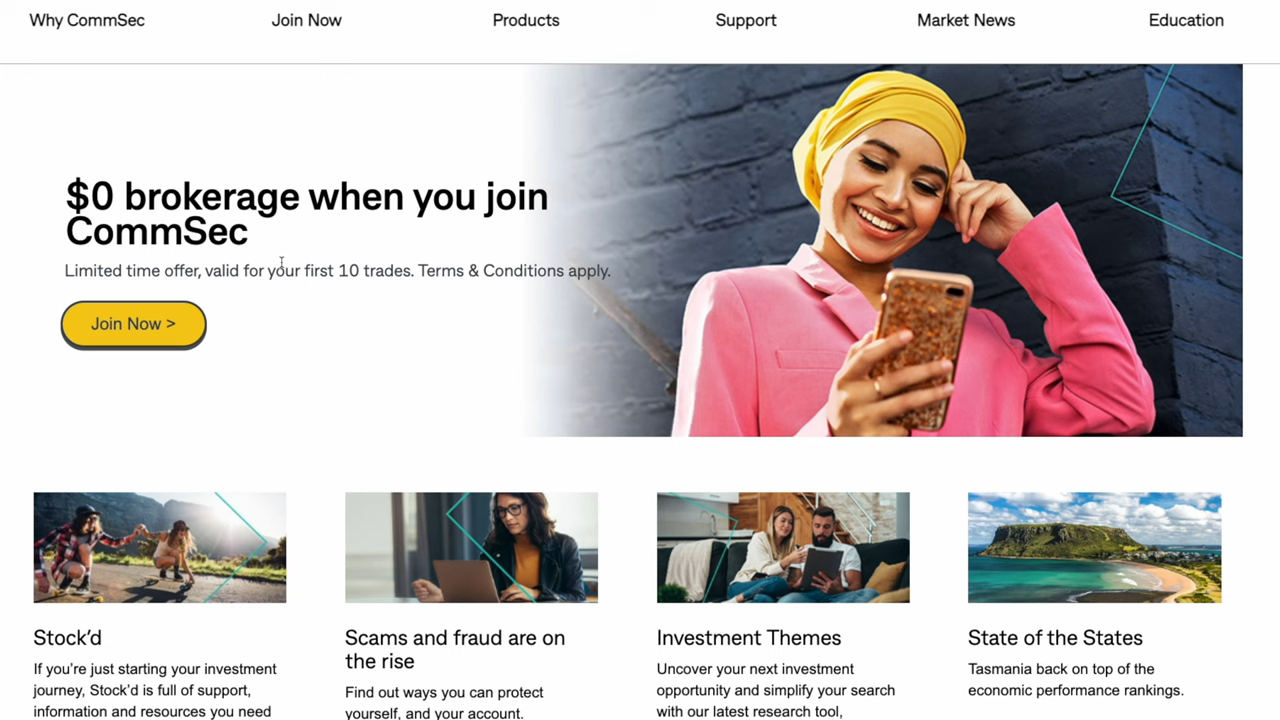 Why CommSec
Join Now
Products
Support
Market News
Education
$0 brokerage when you join
CommSec
Limited time offer, valid for your first 10 trades. Terms & Conditions apply.
Join Now >
Stock’d
If you’re just starting your investment
journey, Stock’d is full of support,
information and resources you need
Scams and fraud are on
the rise
Find out ways you can protect
yourself, and your account.
Investment Themes
Uncover your next investment
opportunity and simplify your search
with our latest research tool,
State of the States
Tasmania back on top of the
economic performance rankings.